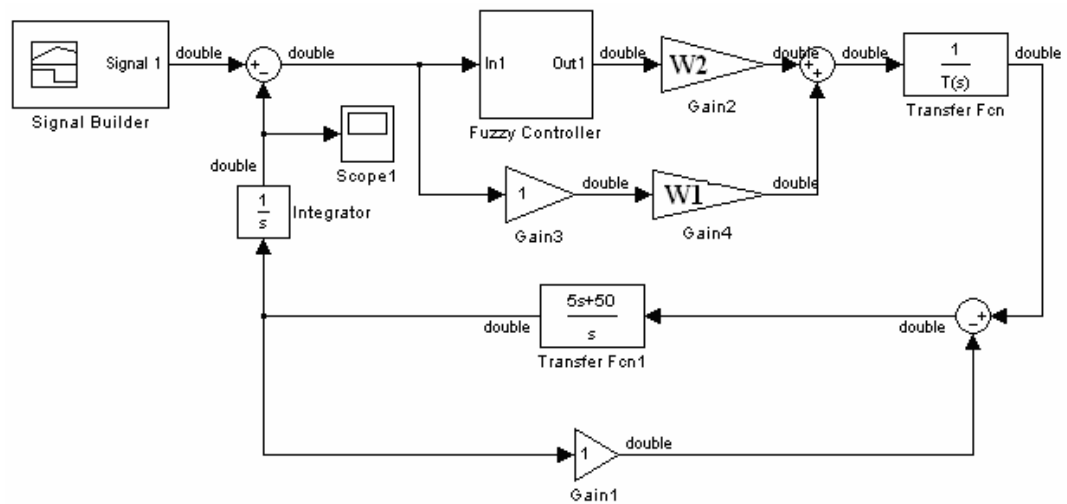 Signal 1
double
+
−
double
In1
Out1
double
W2
double
+
+
double
1
T(s)
double
Signal Builder
Gain2
Transfer Fcn
Fuzzy Controller
Scope1
double
1
s
Integrator
1
double
W1
double
Gain3
Gain4
5s+50
s
double
double
−
+
Transfer Fcn1
1
double
Gain1